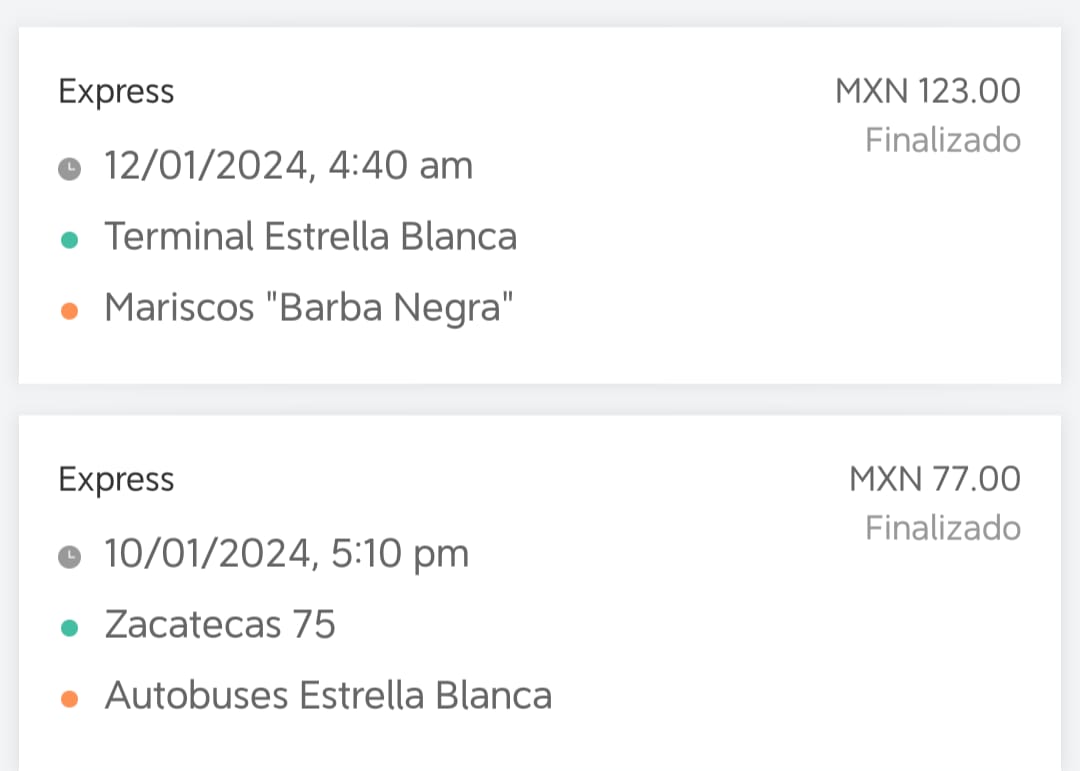 Express
MXN 123.00
Finalizado
12/01/2024, 4:40 am
Terminal Estrella Blanca
Mariscos "Barba Negra"
Express
MXN 77.00
Finalizado
10/01/2024, 5:10 pm
Zacatecas 75
Autobuses Estrella Blanca